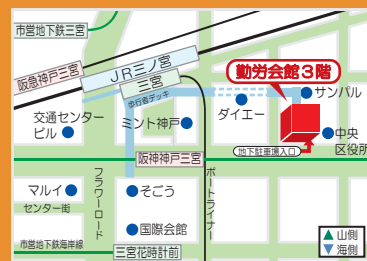 市営地下鉄三宮
阪急神戸三宮
JR三ノ宮
三宮
歩行者デッキ
勤労会館3階
サンパル
ダイエー
交通センター
ビル
ミント神戸
中央
区役所
地下駐車場入口
阪神神戸三宮
マルイ
センター街
フラワーロード
そごう
ポートライナー
国際会館
市営地下鉄海岸線
三宮花時計前
▲山側
▼海側